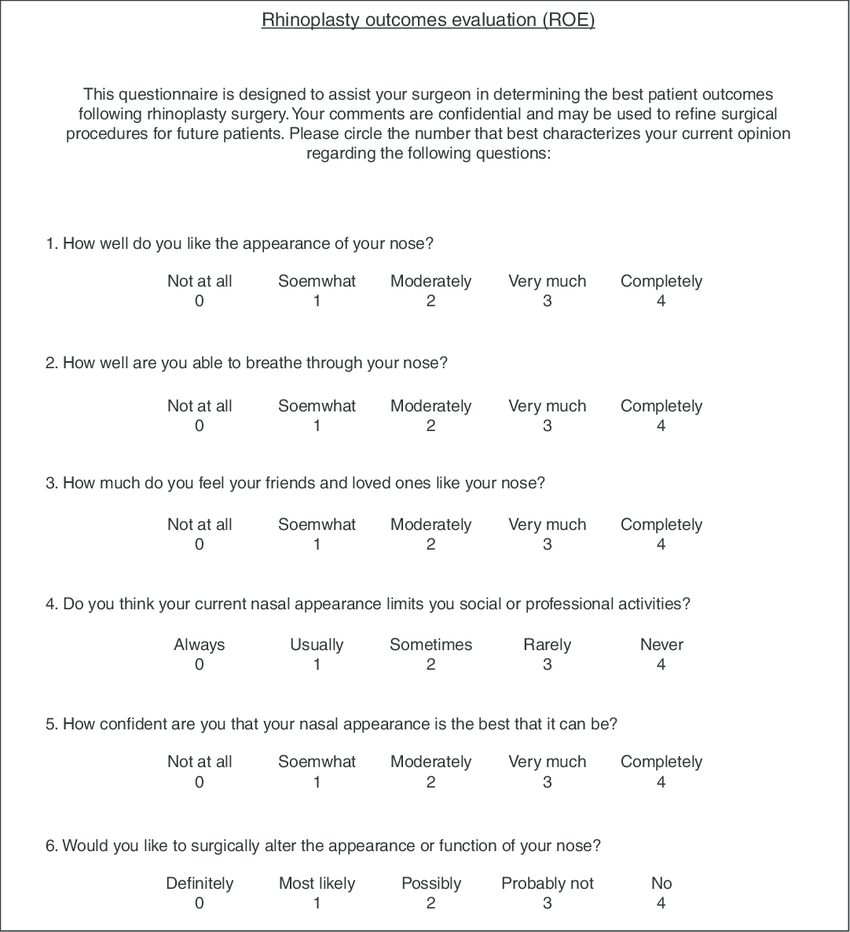 Rhinoplasty outcomes evaluation (ROE)
This questionnaire is designed to assist your surgeon in determining the best patient outcomes
following rhinoplasty surgery. Your comments are confidential and may be used to refine surgical
procedures for future patients. Please circle the number that best characterizes your current opinion
regarding the following questions:
1. How well do you like the appearance of your nose?
Not at all Soemwhat Moderately Very much Completely
0 1 2 3 4
2. How well are you able to breathe through your nose?
Not at all Soemwhat Moderately Very much Completely
0 1 2 3 4
3. How much do you feel your friends and loved ones like your nose?
Not at all Soemwhat Moderately Very much Completely
0 1 2 3 4
4. Do you think your current nasal appearance limits you social or professional activities?
Always Usually Sometimes Rarely Never
0 1 2 3 4
5. How confident are you that your nasal appearance is the best that it can be?
Not at all Soemwhat Moderately Very much Completely
0 1 2 3 4
6. Would you like to surgically alter the appearance or function of your nose?
Definitely Most likely Possibly Probably not No
0 1 2 3 4